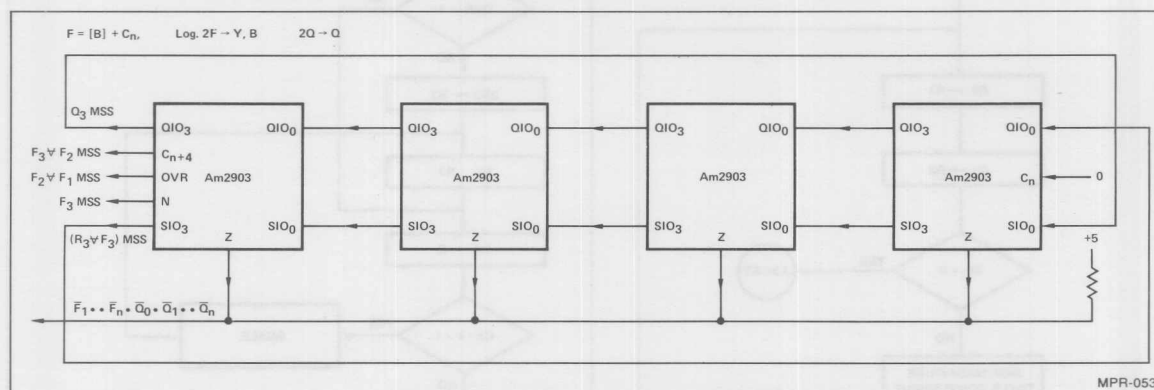 F = [B] + Cn, Log. 2F → Y, B 2Q → Q
Q3 MSS
QIO3 QIO0 QIO3 QIO0 QIO3 QIO0 QIO3 QIO0
F3 ∀ F2 MSS Cn+4
F2 ∀ F1 MSS OVR Am2903 Am2903 Am2903 Am2903 Cn 0
F3 MSS N
SIO3 SIO0 SIO3 SIO0 SIO3 SIO0 SIO3 SIO0
(R3 ∀ F3) MSS Z Z Z Z +5
F̅1 • • F̅n • Q̅0 • Q̅1 • • Q̅n
MPR-053